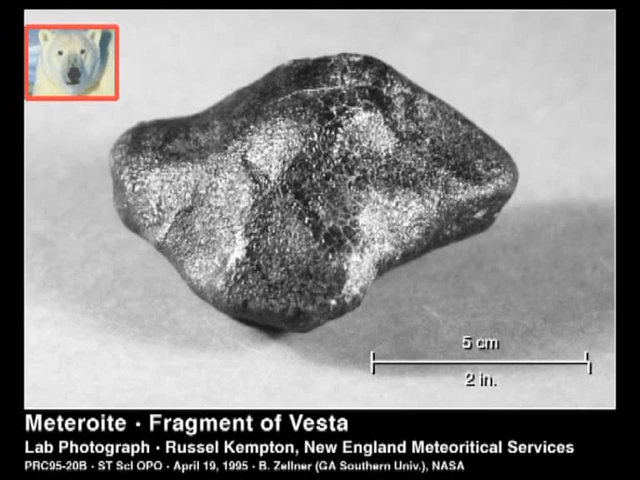 5 cm
2 in.
Meteroite · Fragment of Vesta
Lab Photograph · Russel Kempton, New England Meteoritical Services
PRC95-20B · ST ScI OPO · April 19, 1995 · B. Zellner (GA Southern Univ.), NASA